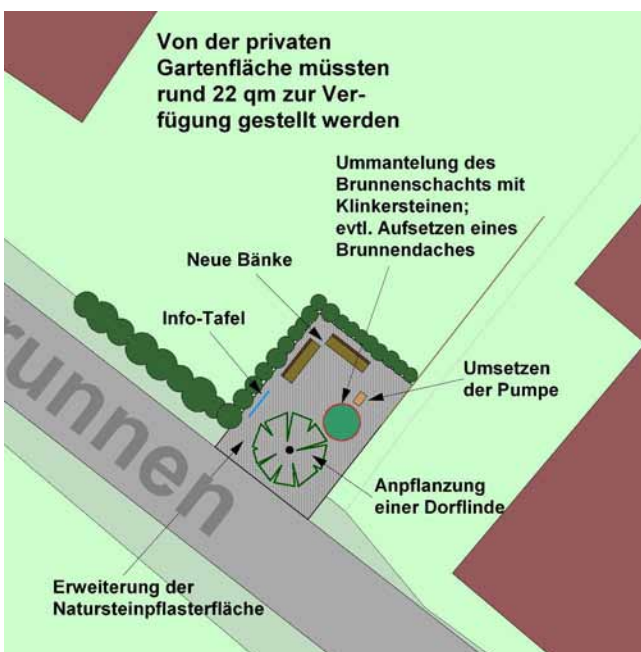 Von der privaten
Gartenfläche müssten
rund 22 qm zur Ver-
fügung gestellt werden
Ummantelung des
Brunnenschachts mit
Klinkersteinen;
evtl. Aufsetzen eines
Brunnendaches
Neue Bänke
Info-Tafel
Umsetzen
der Pumpe
runnen
Anpflanzung
einer Dorflinde
Erweiterung der
Natursteinpflasterfläche